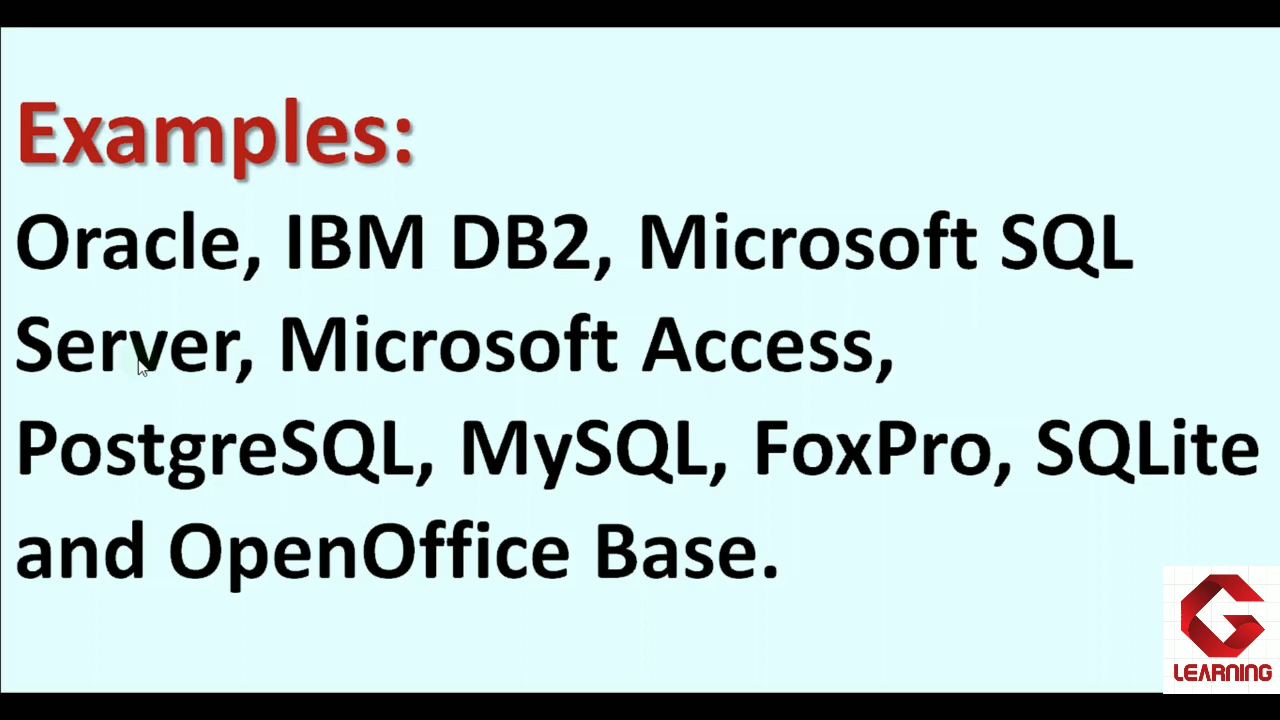 Examples:
Oracle, IBM DB2, Microsoft SQL
Server, Microsoft Access,
PostgreSQL, MySQL, FoxPro, SQLite
and OpenOffice Base.
LEARNING